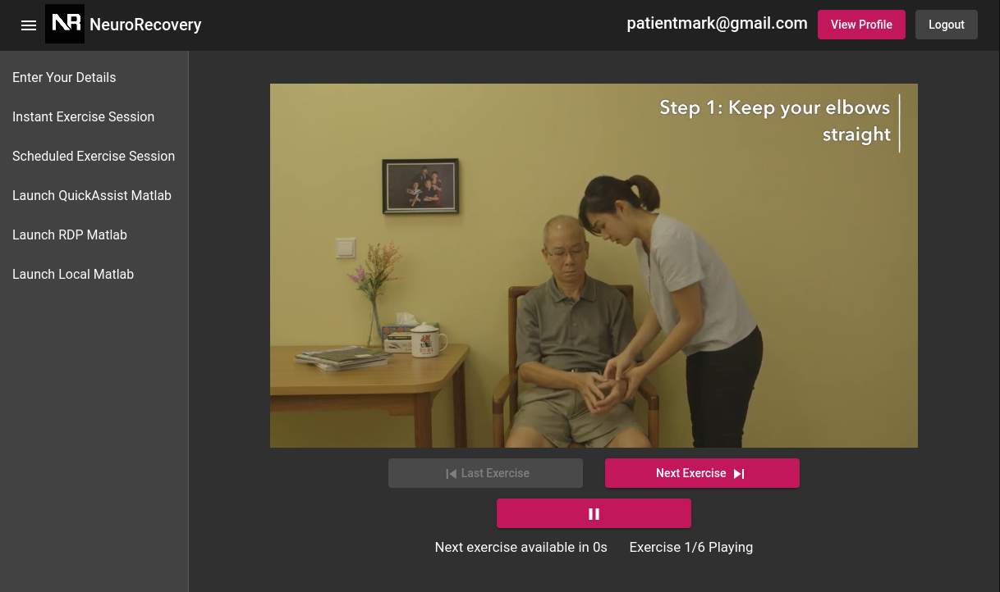 NR NeuroRecovery
patientmark@gmail.com
View Profile
Logout
Enter Your Details
Instant Exercise Session
Scheduled Exercise Session
Launch QuickAssist Matlab
Launch RDP Matlab
Launch Local Matlab
Step 1: Keep your elbows
straight
Last Exercise
Next Exercise
Next exercise available in 0s
Exercise 1/6 Playing